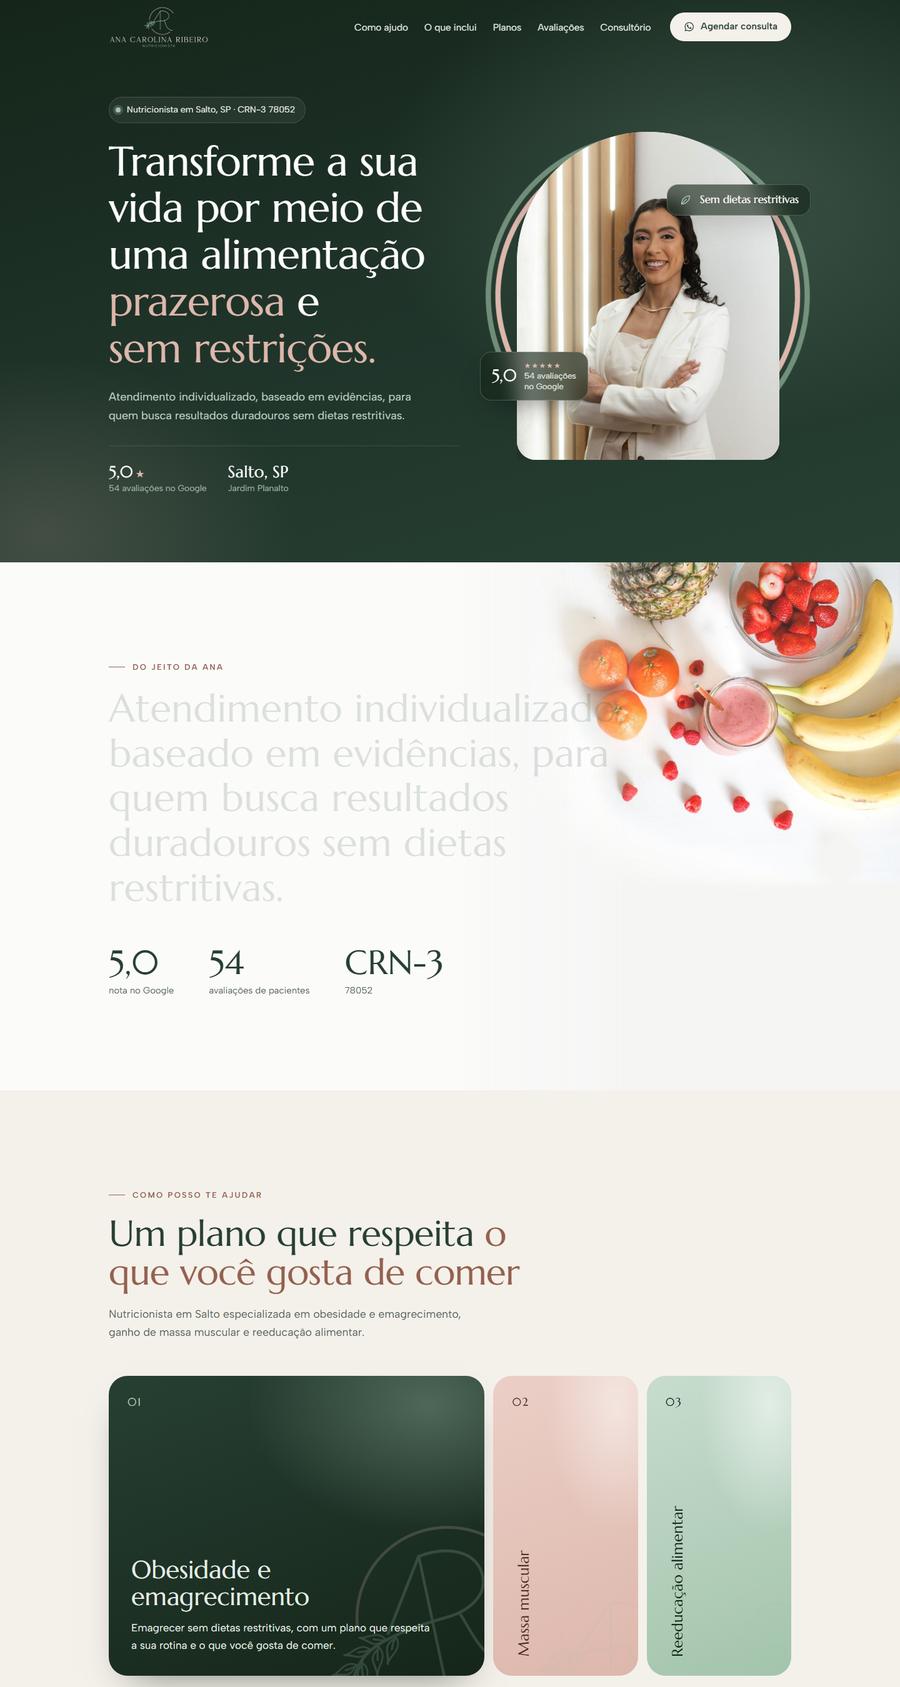 ANA CAROLINA RIBEIRO
NUTRICIONISTA
Como ajudo
O que inclui
Planos
Avaliações
Consultório
Agendar consulta
Nutricionista em Salto, SP · CRN-3 78052
Transforme a sua
vida por meio de
uma alimentação
prazerosa e
sem restrições.
Atendimento individualizado, baseado em evidências, para
quem busca resultados duradouros sem dietas restritivas.
5,0 ★
54 avaliações no Google
Salto, SP
Jardim Planalto
Sem dietas restritivas
5,0
★★★★★
54 avaliações
no Google
DO JEITO DA ANA
Atendimento individualizado,
baseado em evidências, para
quem busca resultados
duradouros sem dietas
restritivas.
5,0
nota no Google
54
avaliações de pacientes
CRN-3
78052
COMO POSSO TE AJUDAR
Um plano que respeita o
que você gosta de comer
Nutricionista em Salto especializada em obesidade e emagrecimento,
ganho de massa muscular e reeducação alimentar.
01
Obesidade e
emagrecimento
Emagrecer sem dietas restritivas, com um plano que respeita
a sua rotina e o que você gosta de comer.
02
Massa muscular
03
Reeducação alimentar